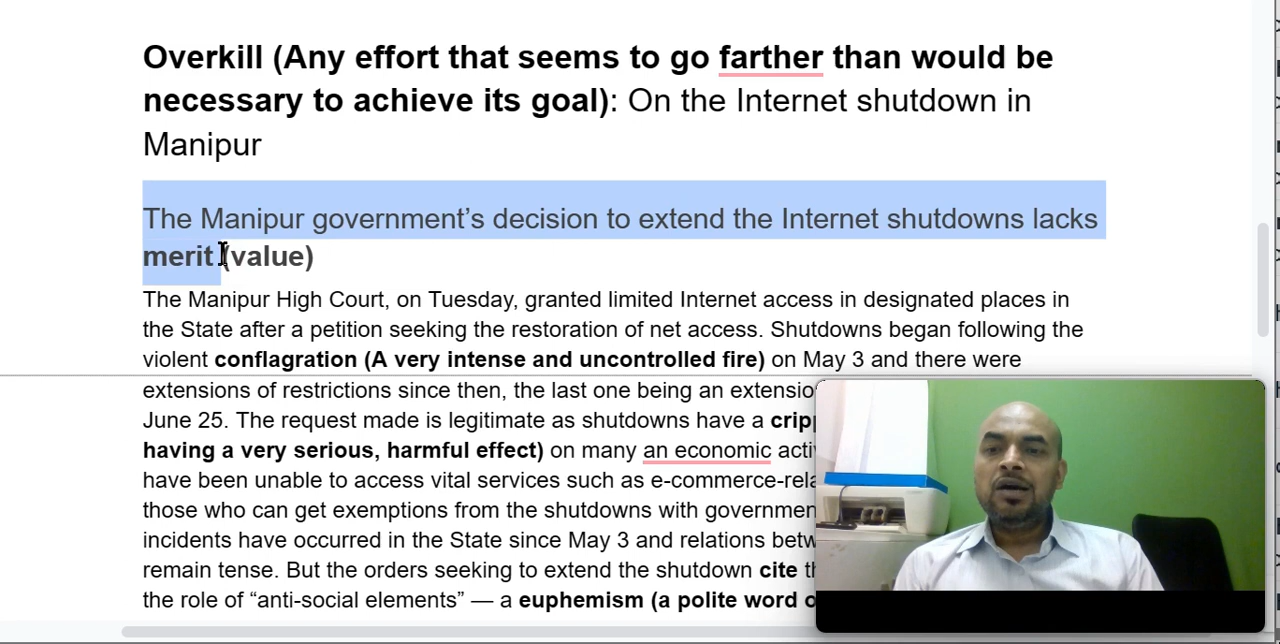 Overkill (Any effort that seems to go farther than would be
necessary to achieve its goal): On the Internet shutdown in
Manipur
The Manipur government’s decision to extend the Internet shutdowns lacks
merit (value)
The Manipur High Court, on Tuesday, granted limited Internet access in designated places in
the State after a petition seeking the restoration of net access. Shutdowns began following the
violent conflagration (A very intense and uncontrolled fire) on May 3 and there were
extensions of restrictions since then, the last one being an
June 25. The request made is legitimate as shutdowns have a
having a very serious, harmful effect) on many an economic
have been unable to access vital services such as
those who can get exemptions from the shutdowns with
incidents have occurred in the State since May 3 and relations
remain tense. But the orders seeking to extend the shutdown cite
the role of “anti-social elements” — a euphemism (a polite word